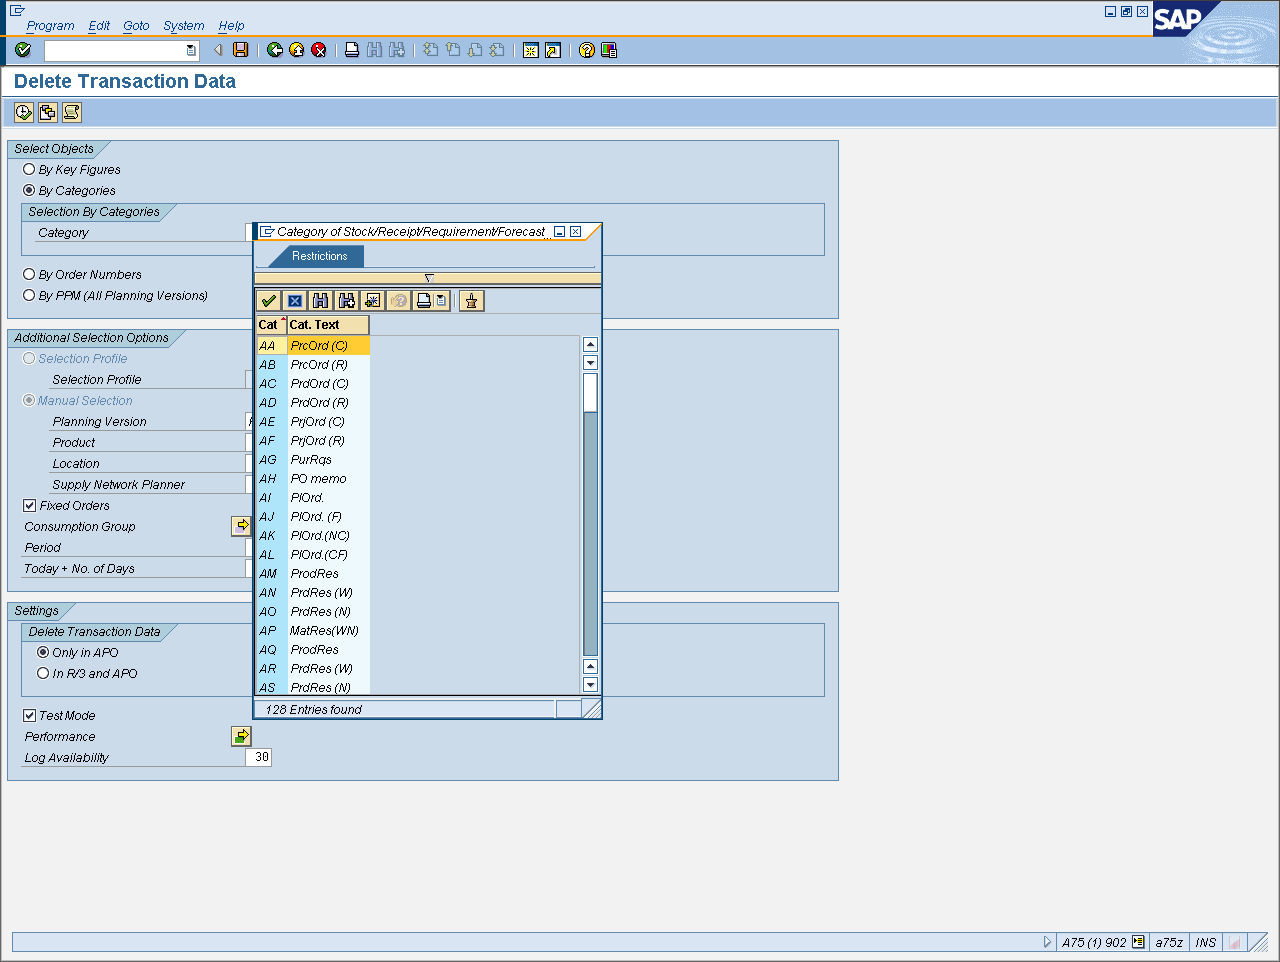 Program Edit Goto System Help
SAP
Delete Transaction Data
Select Objects
By Key Figures
By Categories
Selection By Categories
Category
By Order Numbers
By PPM (All Planning Versions)
Additional Selection Options
Selection Profile
Selection Profile
Manual Selection
Planning Version
Product
Location
Supply Network Planner
Fixed Orders
Consumption Group
Period
Today + No. of Days
Settings
Delete Transaction Data
Only in APO
In R/3 and APO
Test Mode
Performance
Log Availability 30
Category of Stock/Receipt/Requirement/Forecast...
Restrictions
Cat Cat. Text
AA PrcOrd (C)
AB PrcOrd (R)
AC PrdOrd (C)
AD PrdOrd (R)
AE PrjOrd (C)
AF PrjOrd (R)
AG PurRqs
AH PO memo
AI PlOrd.
AJ PlOrd. (F)
AK PlOrd.(NC)
AL PlOrd.(CF)
AM ProdRes
AN PrdRes (W)
AO PrdRes (N)
AP MatRes(WN)
AQ ProdRes
AR PrdRes (W)
AS PrdRes (N)
128 Entries found
A75 (1) 902 a75z INS